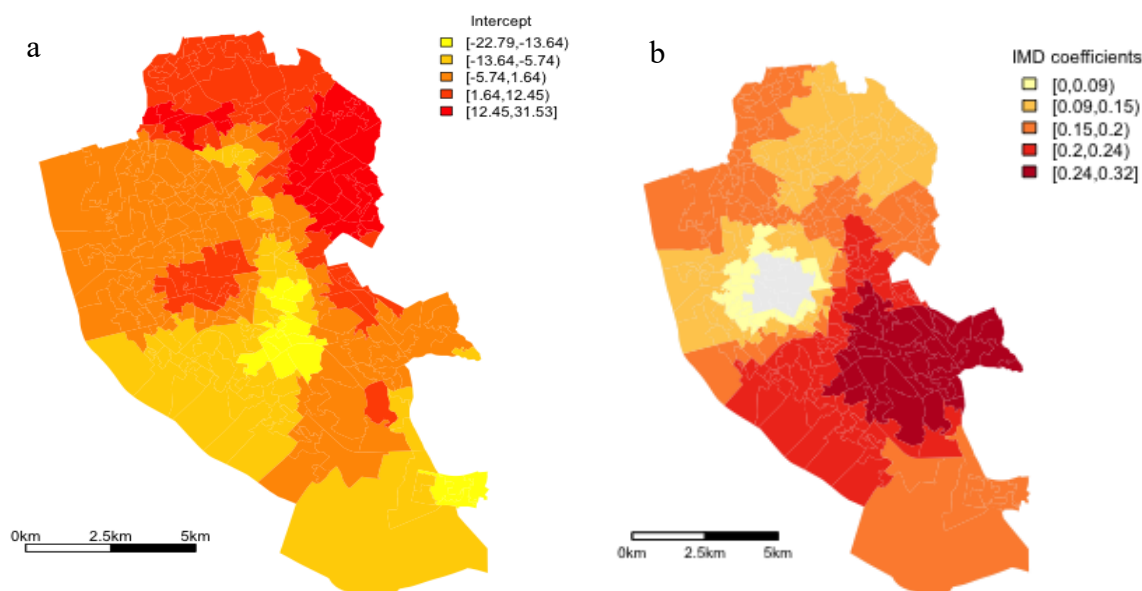 a
Intercept
[-22.79,-13.64)
[-13.64,-5.74)
[-5.74,1.64)
[1.64,12.45)
[12.45,31.53]
0km 2.5km 5km
b
IMD coefficients
[0,0.09)
[0.09,0.15)
[0.15,0.2)
[0.2,0.24)
[0.24,0.32]
0km 2.5km 5km